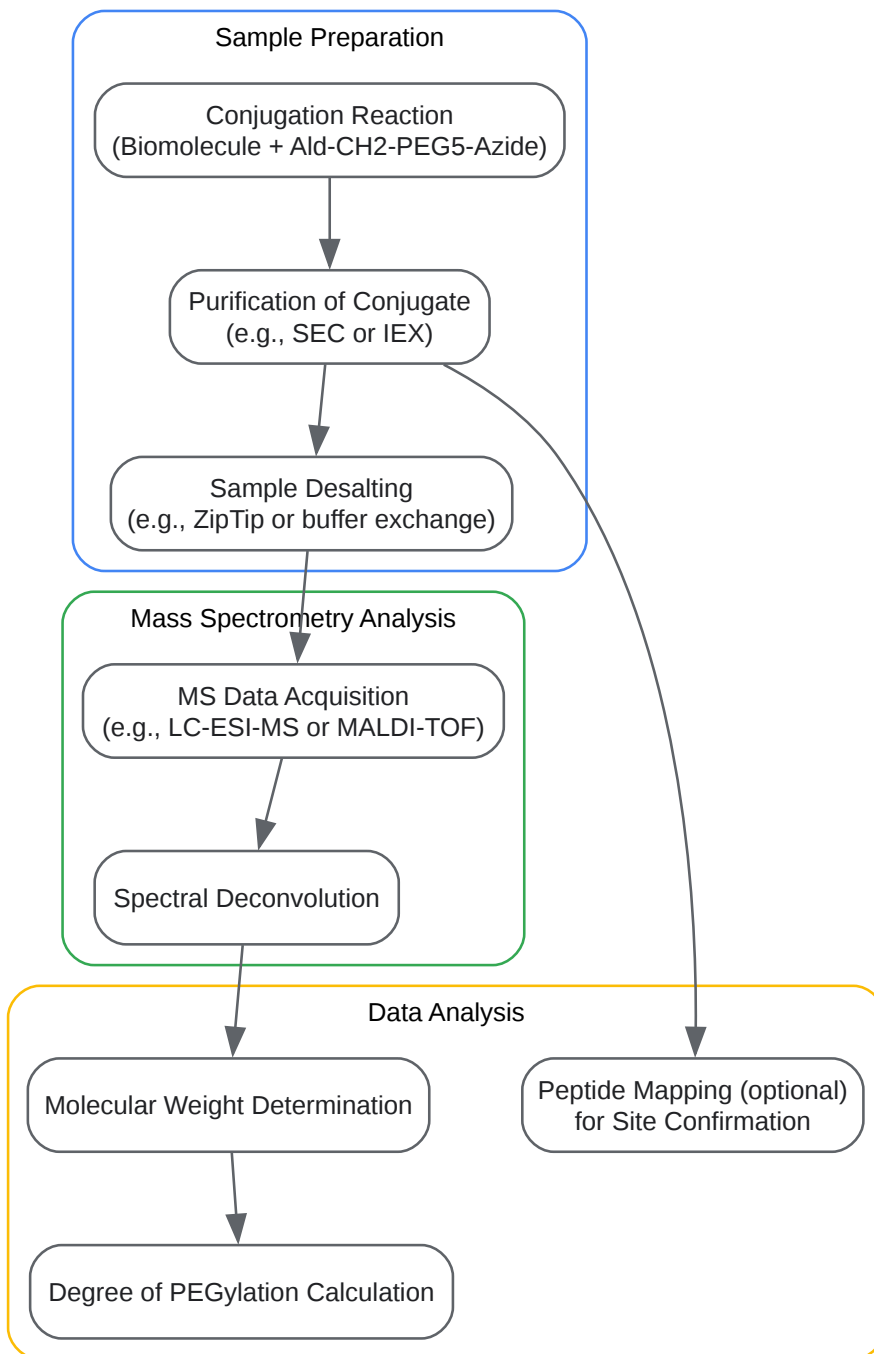 Sample Preparation
Conjugation Reaction
(Biomolecule + Ald-CH2-PEG5-Azide)
Purification of Conjugate
(e.g., SEC or IEX)
Sample Desalting
(e.g., ZipTip or buffer exchange)
Mass Spectrometry Analysis
MS Data Acquisition
(e.g., LC-ESI-MS or MALDI-TOF)
Spectral Deconvolution
Data Analysis
Molecular Weight Determination
Peptide Mapping (optional)
for Site Confirmation
Degree of PEGylation Calculation